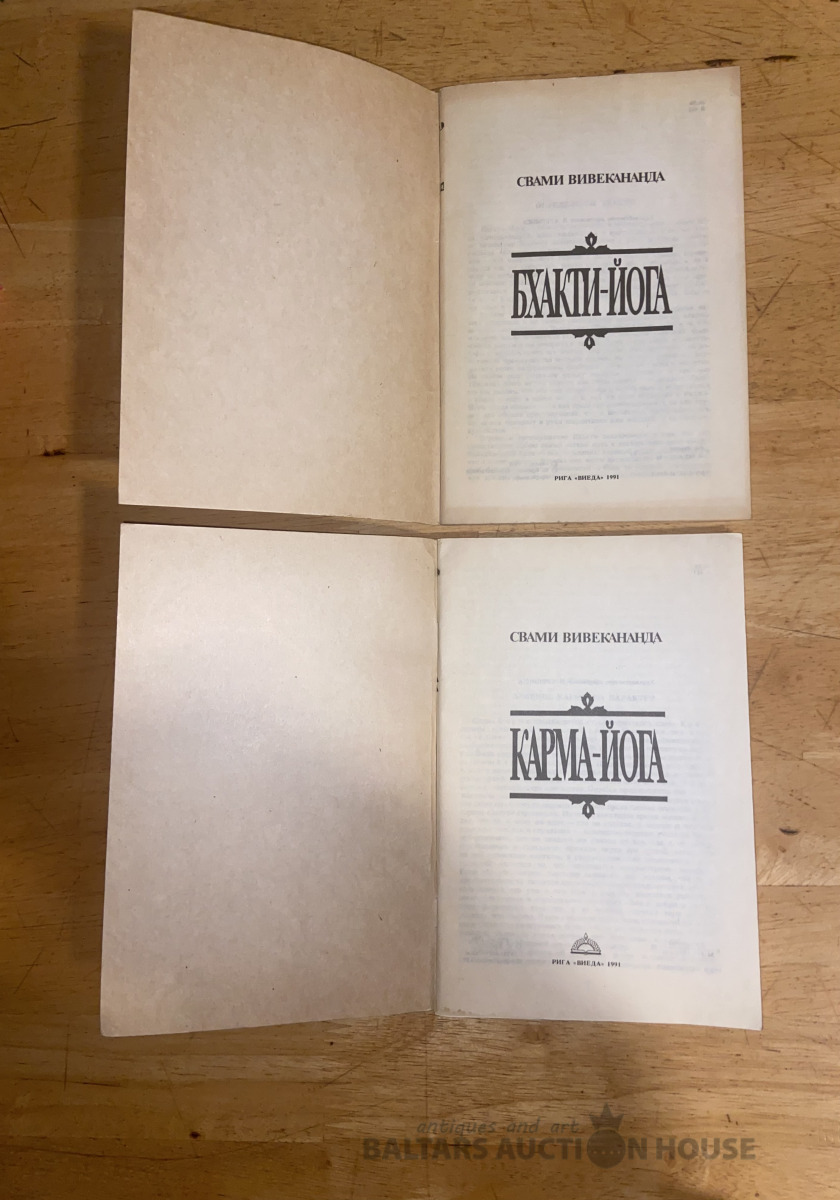 СВАМИ ВИВЕКАНАНДА
БХАКТИ-ЙОГА
РИГА «ВИЕДА» 1991
СВАМИ ВИВЕКАНАНДА
КАРМА-ЙОГА
РИГА «ВИЕДА» 1991
antiques and art
BALTARS AUCTION HOUSE